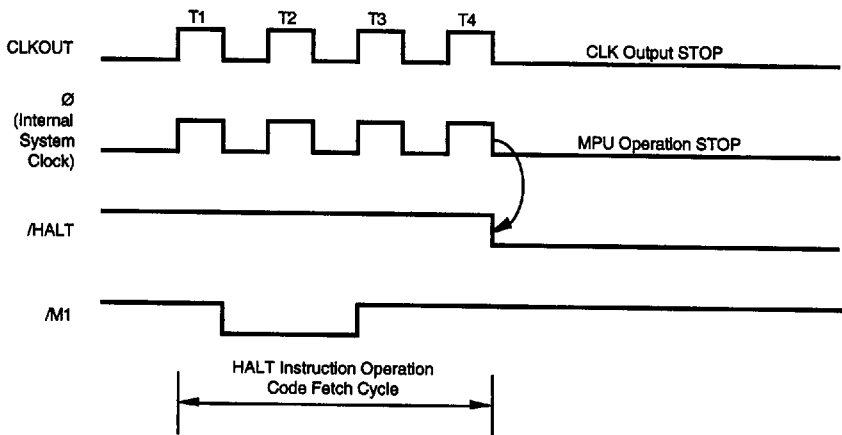 T1 T2 T3 T4
CLKOUT
CLK Output STOP
Ø
(Internal
System
Clock)
MPU Operation STOP
/HALT
/M1
HALT Instruction Operation
Code Fetch Cycle